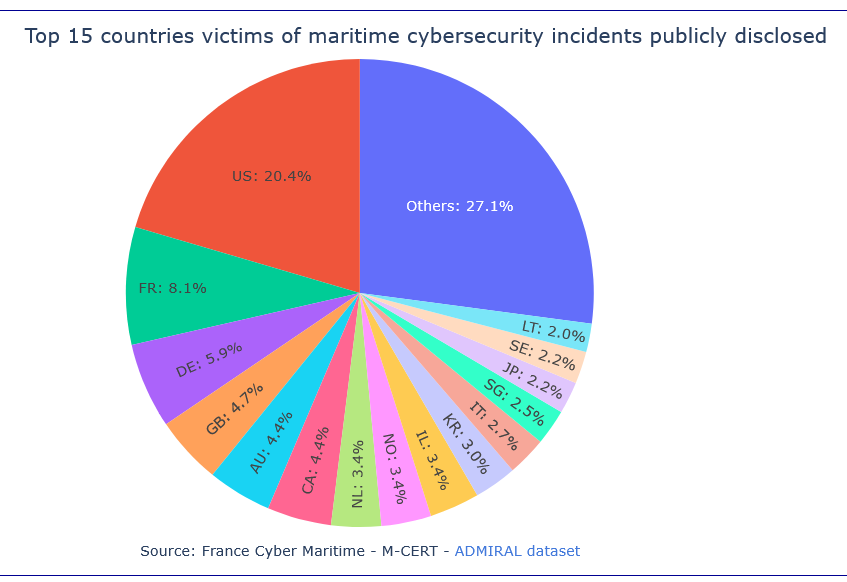 Top 15 countries victims of maritime cybersecurity incidents publicly disclosed
US: 20.4%
Others: 27.1%
FR: 8.1%
DE: 5.9%
GB: 4.7%
AU: 4.4%
CA: 4.4%
NL: 3.4%
NO: 3.4%
IL: 3.4%
KR: 3.0%
IT: 2.7%
SG: 2.5%
JP: 2.2%
SE: 2.2%
LT: 2.0%
Source: France Cyber Maritime - M-CERT - ADMIRAL dataset